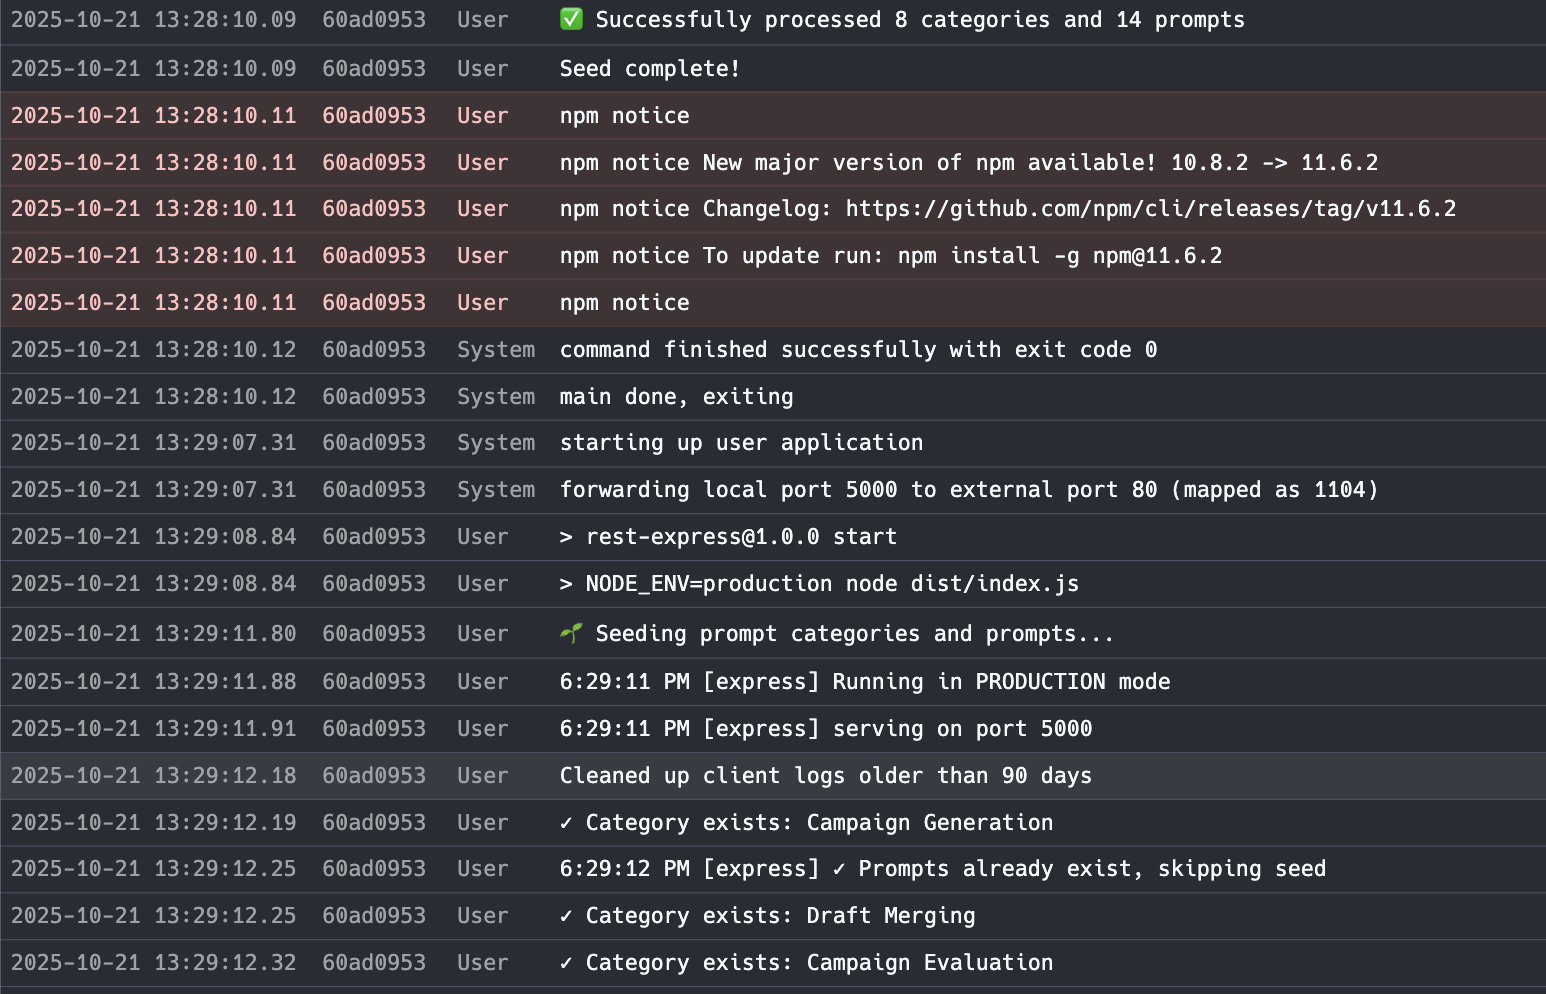 2025-10-21 13:28:10.09 60ad0953 User ✅ Successfully processed 8 categories and 14 prompts
2025-10-21 13:28:10.09 60ad0953 User Seed complete!
2025-10-21 13:28:10.11 60ad0953 User npm notice
2025-10-21 13:28:10.11 60ad0953 User npm notice New major version of npm available! 10.8.2 -> 11.6.2
2025-10-21 13:28:10.11 60ad0953 User npm notice Changelog: https://github.com/npm/cli/releases/tag/v11.6.2
2025-10-21 13:28:10.11 60ad0953 User npm notice To update run: npm install -g npm@11.6.2
2025-10-21 13:28:10.11 60ad0953 User npm notice
2025-10-21 13:28:10.12 60ad0953 System command finished successfully with exit code 0
2025-10-21 13:28:10.12 60ad0953 System main done, exiting
2025-10-21 13:29:07.31 60ad0953 System starting up user application
2025-10-21 13:29:07.31 60ad0953 System forwarding local port 5000 to external port 80 (mapped as 1104)
2025-10-21 13:29:08.84 60ad0953 User > rest-express@1.0.0 start
2025-10-21 13:29:08.84 60ad0953 User > NODE_ENV=production node dist/index.js
2025-10-21 13:29:11.80 60ad0953 User 🌱 Seeding prompt categories and prompts...
2025-10-21 13:29:11.88 60ad0953 User 6:29:11 PM [express] Running in PRODUCTION mode
2025-10-21 13:29:11.91 60ad0953 User 6:29:11 PM [express] serving on port 5000
2025-10-21 13:29:12.18 60ad0953 User Cleaned up client logs older than 90 days
2025-10-21 13:29:12.19 60ad0953 User ✓ Category exists: Campaign Generation
2025-10-21 13:29:12.25 60ad0953 User 6:29:12 PM [express] ✓ Prompts already exist, skipping seed
2025-10-21 13:29:12.25 60ad0953 User ✓ Category exists: Draft Merging
2025-10-21 13:29:12.32 60ad0953 User ✓ Category exists: Campaign Evaluation